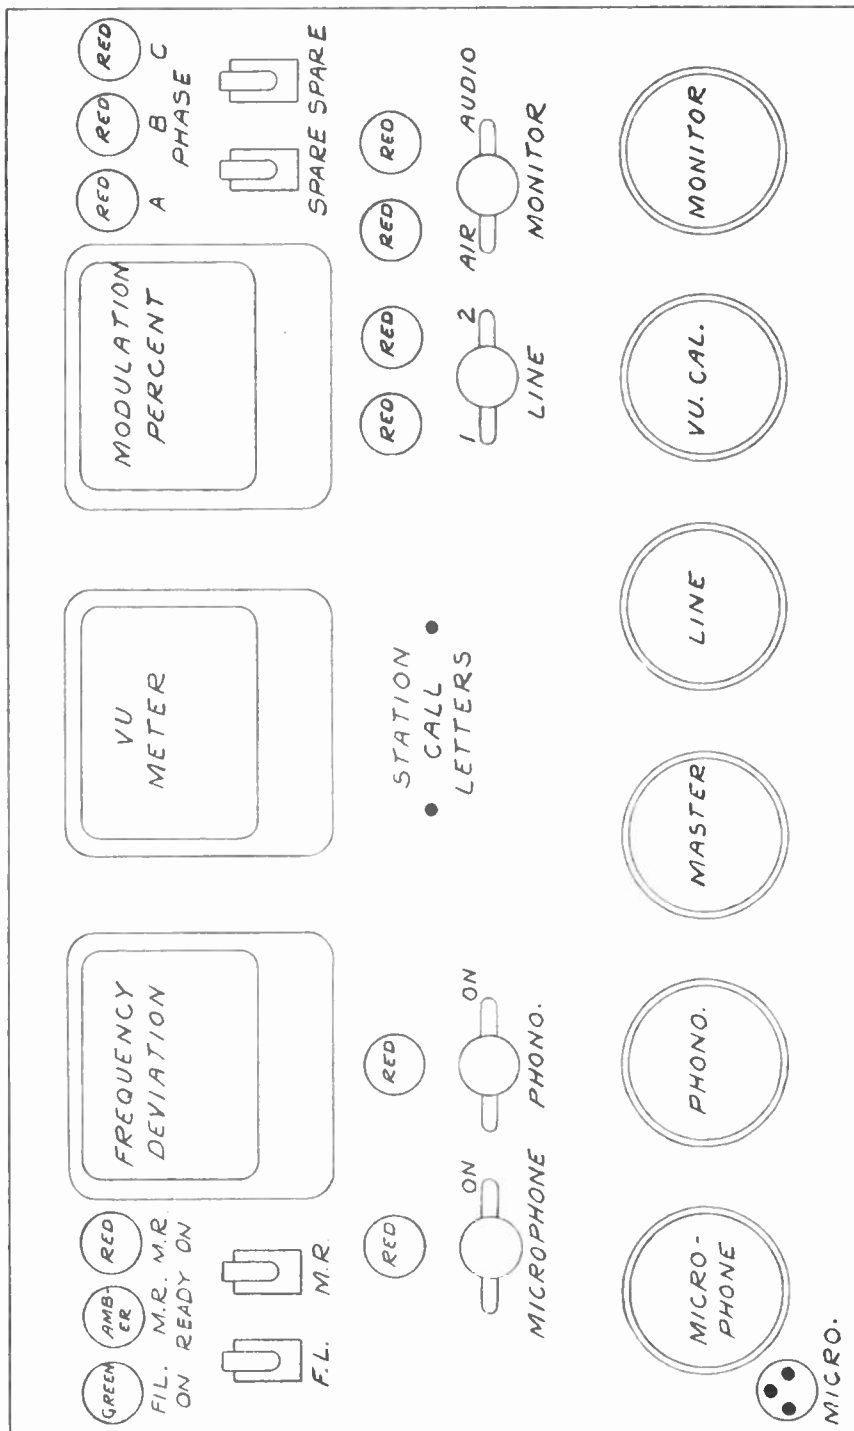 GREEN
AMB-
ER
RED
FIL. M.R. M.R.
ON READY ON
F.L.
M.R.
FREQUENCY
DEVIATION
VU
METER
MODULATION
PERCENT
RED
RED
RED
A B C
PHASE
SPARE SPARE
RED
RED
ON
ON
MICROPHONE
PHONO.
STATION
CALL
LETTERS
RED
RED
RED
RED
1 2
LINE
AIR AUDIO
MONITOR
MICRO-
PHONE
PHONO.
MASTER
LINE
VU. CAL.
MONITOR
MICRO.